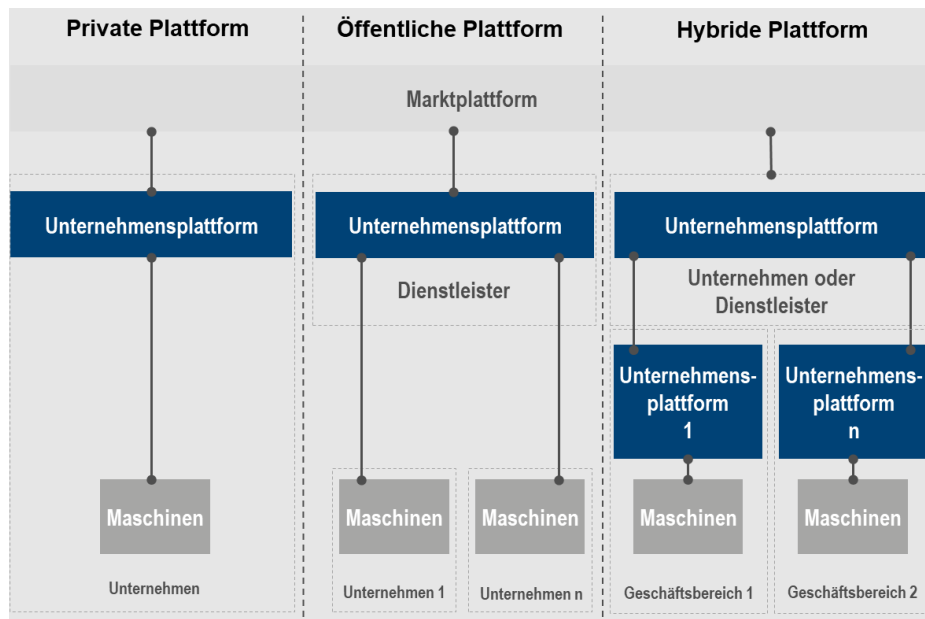 Private Plattform
Öffentliche Plattform
Hybride Plattform
Marktplattform
Unternehmensplattform
Unternehmensplattform
Unternehmensplattform
Dienstleister
Unternehmen oder
Dienstleister
Unternehmens-
plattform
1
Unternehmens-
plattform
n
Maschinen
Maschinen
Maschinen
Maschinen
Maschinen
Unternehmen
Unternehmen 1
Unternehmen n
Geschäftsbereich 1
Geschäftsbereich 2